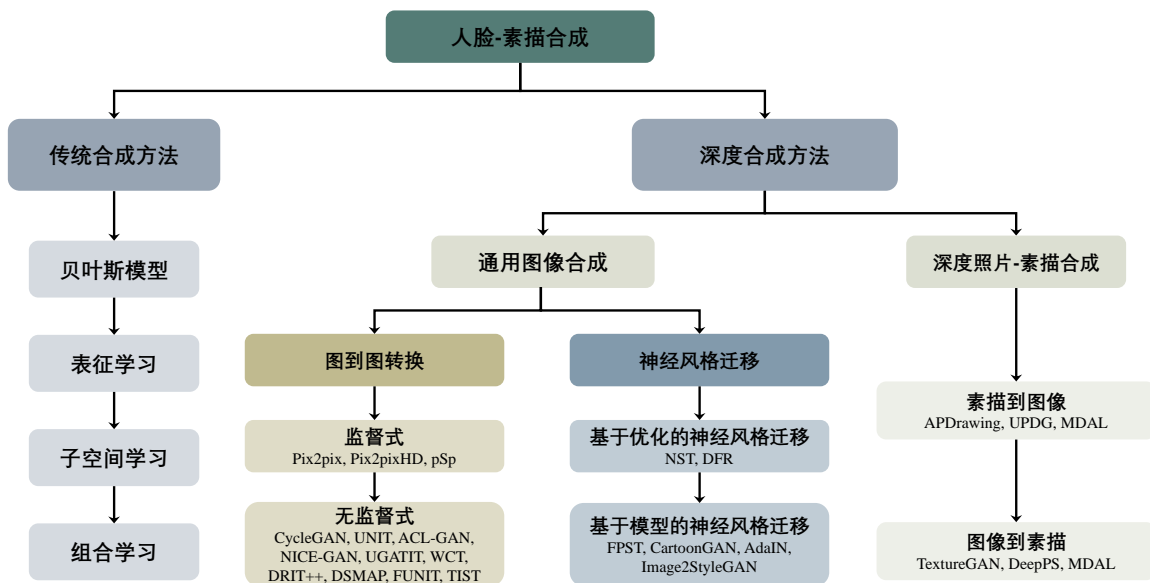 人脸-素描合成
传统合成方法
深度合成方法
通用图像合成
深度照片-素描合成
贝叶斯模型
表征学习
子空间学习
组合学习
图到图转换
神经风格迁移
监督式
Pix2pix, Pix2pixHD, pSp
无监督式
CycleGAN, UNIT, ACL-GAN,
NICE-GAN, UGATIT, WCT,
DRIT++, DSMAP, FUNIT, TIST
基于优化的神经风格迁移
NST, DFR
基于模型的神经风格迁移
FPST, CartoonGAN, AdaIN,
Image2StyleGAN
素描到图像
APDrawing, UPDG, MDAL
图像到素描
TextureGAN, DeepPS, MDAL